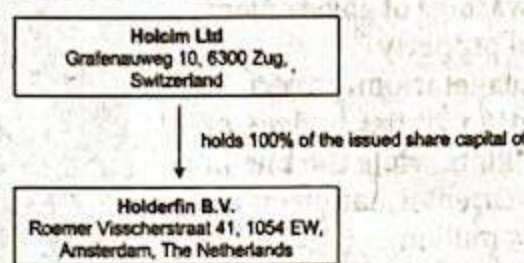 Holcim Ltd
Grafenauweg 10, 6300 Zug,
Switzerland
holds 100% of the issued share capital of
Holderfin B.V.
Roemer Visscherstraat 41, 1054 EW,
Amsterdam, The Netherlands